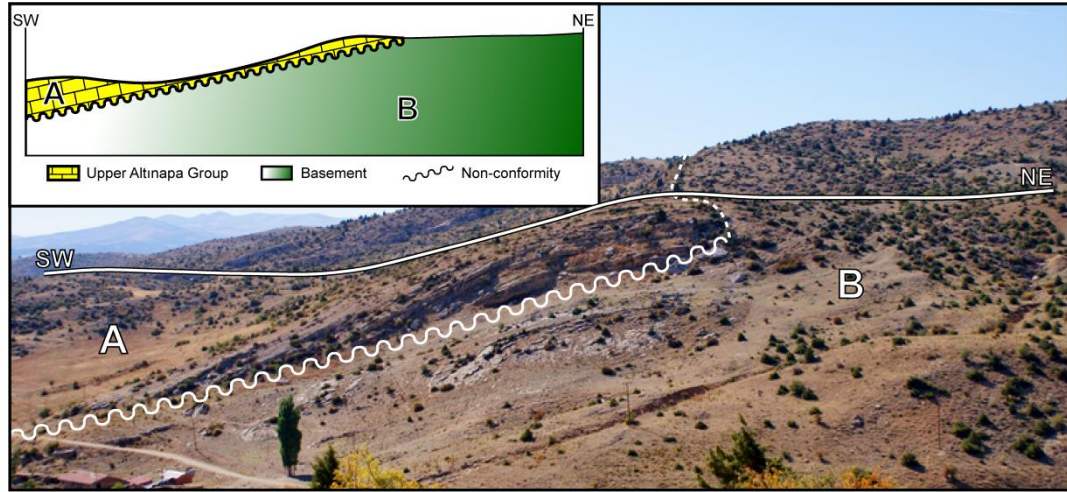 SW NE
A
B
Upper Altınapa Group Basement Non-conformity
NE
SW
B
A